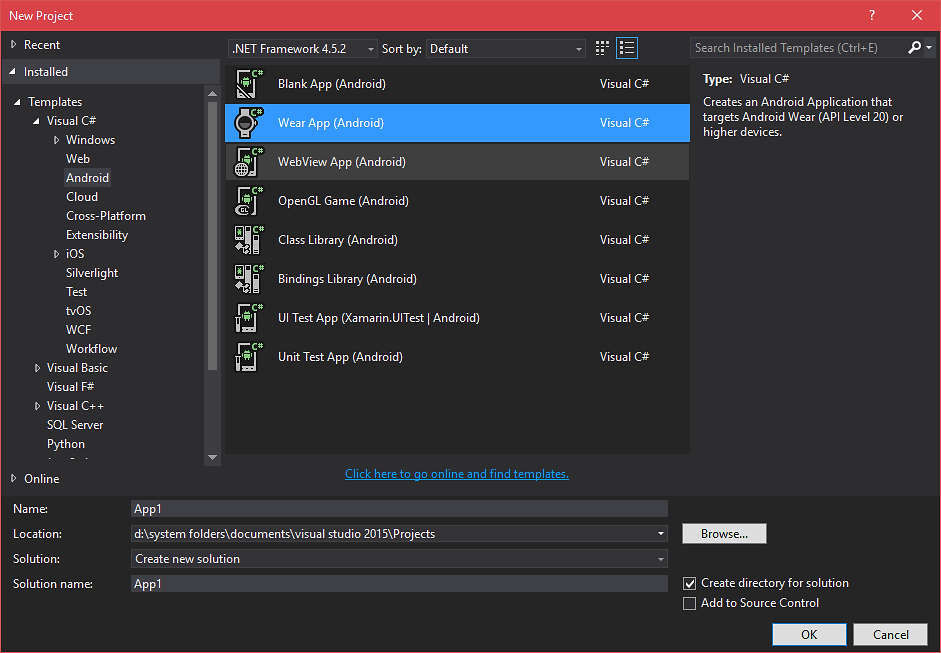 New Project
Recent
Installed
.NET Framework 4.5.2 Sort by: Default
Search Installed Templates (Ctrl+E)
Templates
Visual C#
Windows
Web
Android
Cloud
Cross-Platform
Extensibility
iOS
Silverlight
Test
tvOS
WCF
Workflow
Visual Basic
Visual F#
Visual C++
SQL Server
Python
Online
Blank App (Android) Visual C#
Wear App (Android) Visual C#
WebView App (Android) Visual C#
OpenGL Game (Android) Visual C#
Class Library (Android) Visual C#
Bindings Library (Android) Visual C#
UI Test App (Xamarin.UITest | Android) Visual C#
Unit Test App (Android) Visual C#
Click here to go online and find templates.
Type: Visual C#
Creates an Android Application that
targets Android Wear (API Level 20) or
higher devices.
Name: App1
Location: d:\system folders\documents\visual studio 2015\Projects
Browse...
Solution: Create new solution
Solution name: App1
Create directory for solution
Add to Source Control
OK Cancel